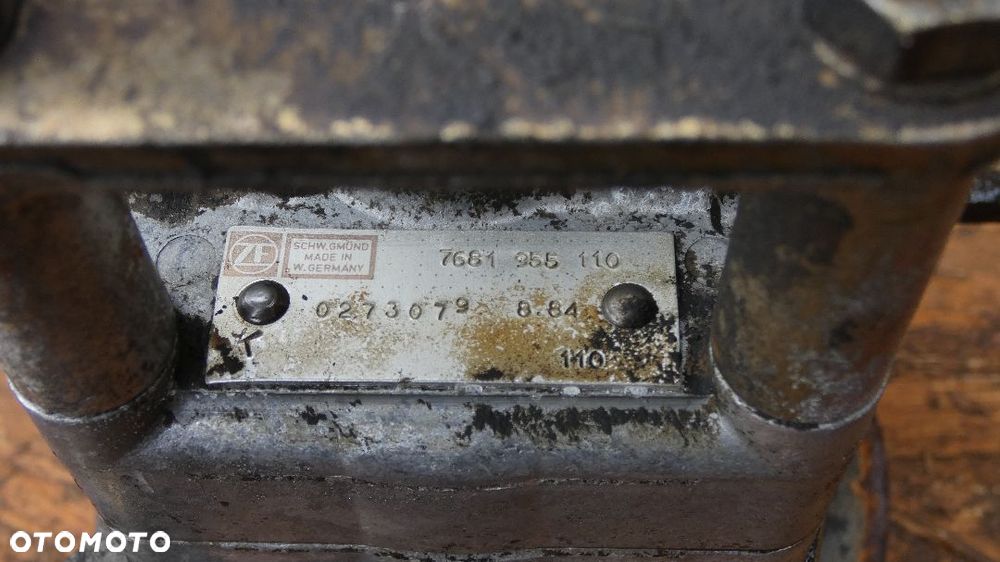 ZF
SCHW.GMÜND
MADE IN
W.GERMANY
7681 955 110
0273079 8.84
K
110
OTOMOTO